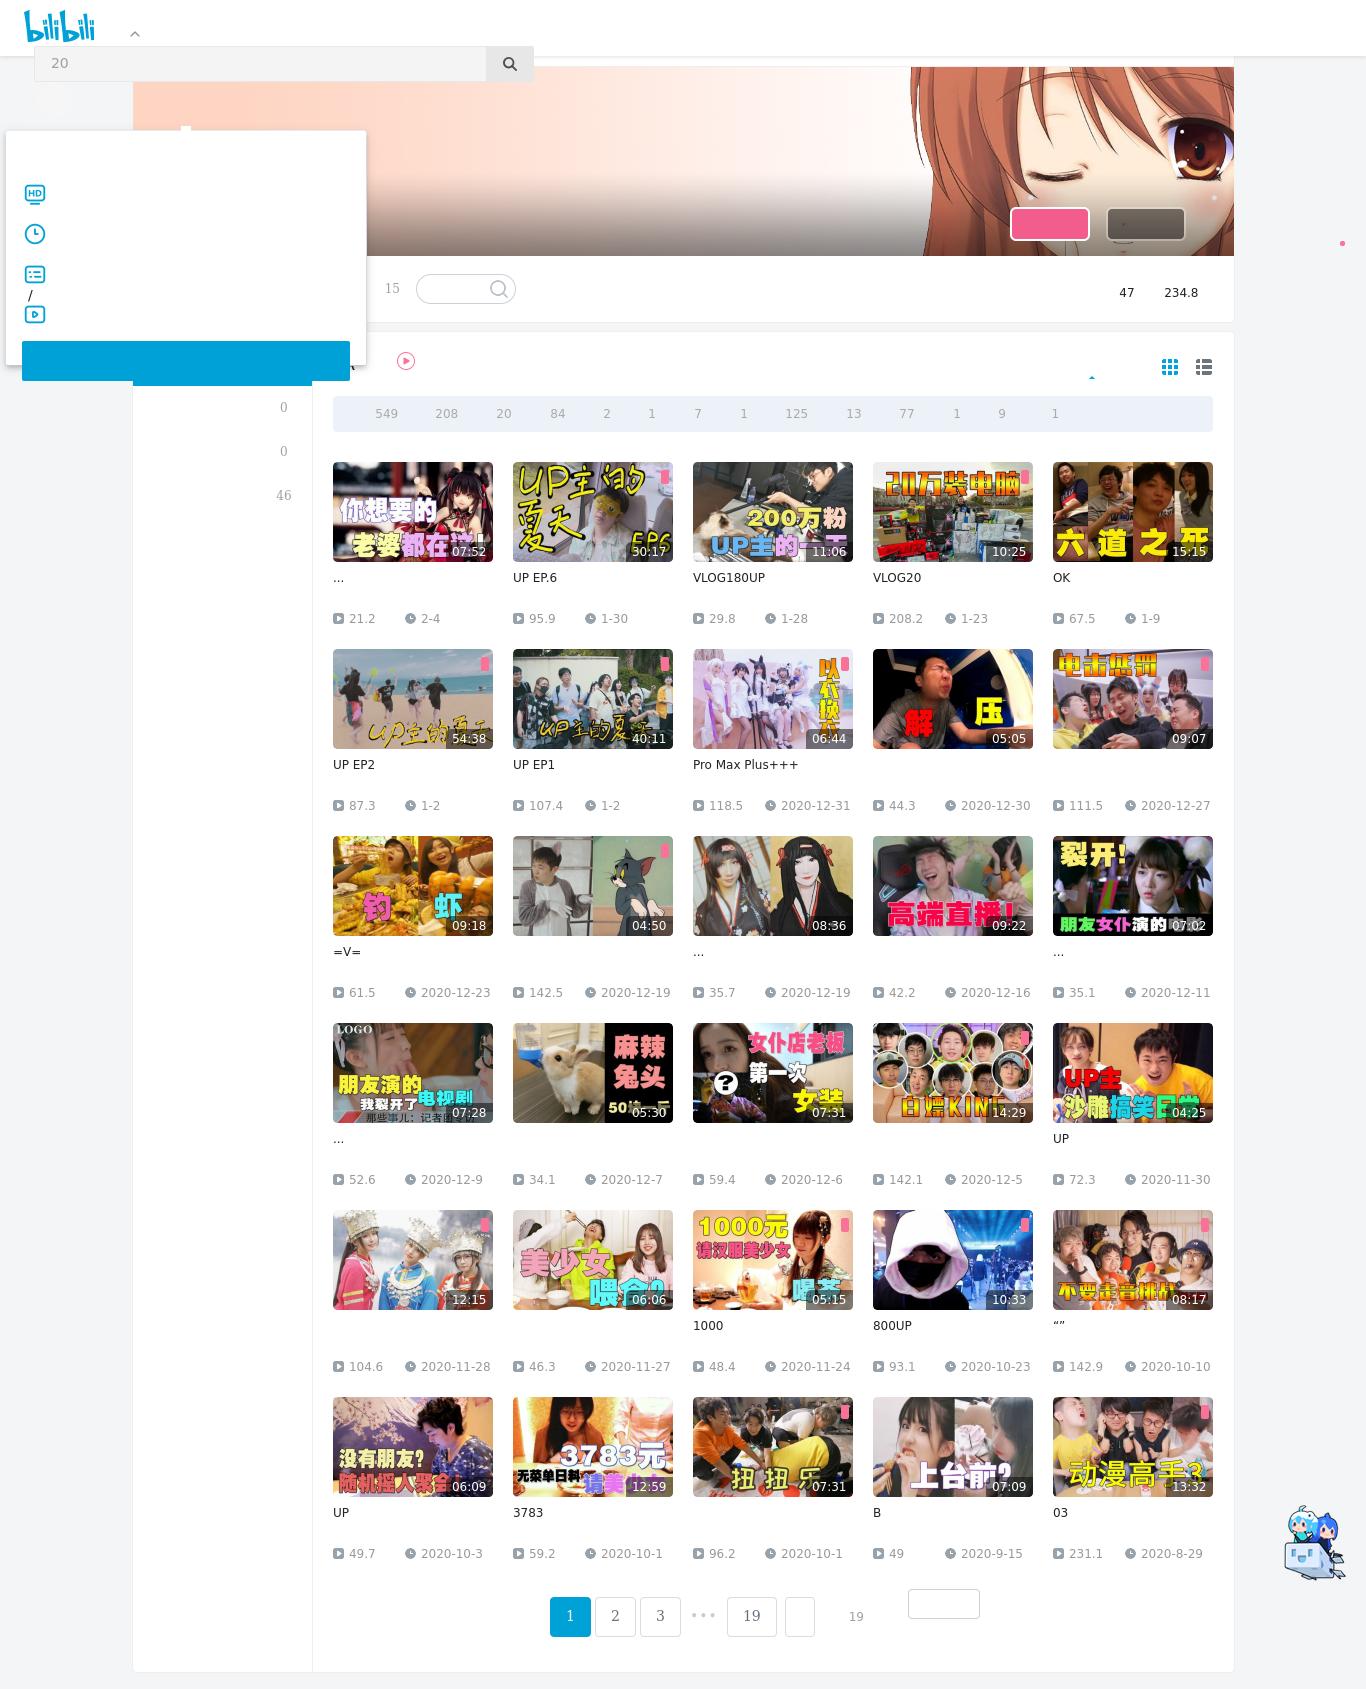 bilibili
20
HD
/
15
47 234.8
549 208 20 84 2 1 7 1 125 13 77 1 9 1
0
0
46
你想要的
老婆都在这!
07:52
UP主的
夏天
EP6
30:17
200万粉
UP主的一天
11:06
20万装电脑
10:25
六道之死
15:15
...
UP EP.6
VLOG180UP
VLOG20
OK
21.2 2-4
95.9 1-30
29.8 1-28
208.2 1-23
67.5 1-9
UP主的夏天
54:38
UP主的夏天
40:11
以衣换六
06:44
解压
05:05
电击惩罚
09:07
UP EP2
UP EP1
Pro Max Plus+++
87.3 1-2
107.4 1-2
118.5 2020-12-31
44.3 2020-12-30
111.5 2020-12-27
钓虾
09:18
04:50
08:36
高端直播!
09:22
裂开!
朋友女仆演的
07:02
=V=
...
...
61.5 2020-12-23
142.5 2020-12-19
35.7 2020-12-19
42.2 2020-12-16
35.1 2020-12-11
LOGO
朋友演的
我裂开了电视剧
那些事儿：记者
07:28
麻辣
兔头
05:30
女仆店老板
第一次
?
女装
07:31
白嫖KING
14:29
UP主
沙雕搞笑日常
04:25
...
UP
52.6 2020-12-9
34.1 2020-12-7
59.4 2020-12-6
142.1 2020-12-5
72.3 2020-11-30
12:15
美少女
喂食?
06:06
1000元
请汉服美少女
喝茶
05:15
10:33
不要走音挑战
08:17
1000
800UP
“”
104.6 2020-11-28
46.3 2020-11-27
48.4 2020-11-24
93.1 2020-10-23
142.9 2020-10-10
没有朋友?
随机摇人聚会
06:09
3783元
无菜单日料
请美
12:59
扭扭乐
07:31
上台前?
07:09
动漫高手3
13:32
UP
3783
B
03
49.7 2020-10-3
59.2 2020-10-1
96.2 2020-10-1
49 2020-9-15
231.1 2020-8-29
1 2 3 ••• 19 19